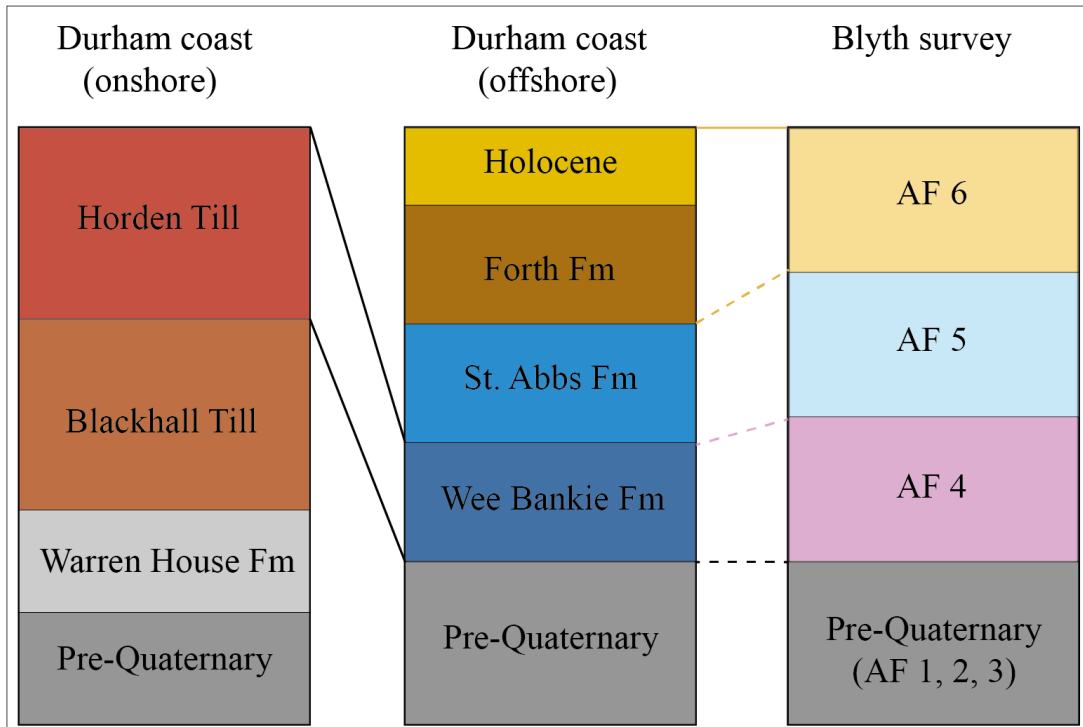 Durham coast
(onshore)
Durham coast
(offshore)
Blyth survey
Horden Till
Blackhall Till
Warren House Fm
Pre-Quaternary
Holocene
Forth Fm
St. Abbs Fm
Wee Bankie Fm
Pre-Quaternary
AF 6
AF 5
AF 4
Pre-Quaternary
(AF 1, 2, 3)